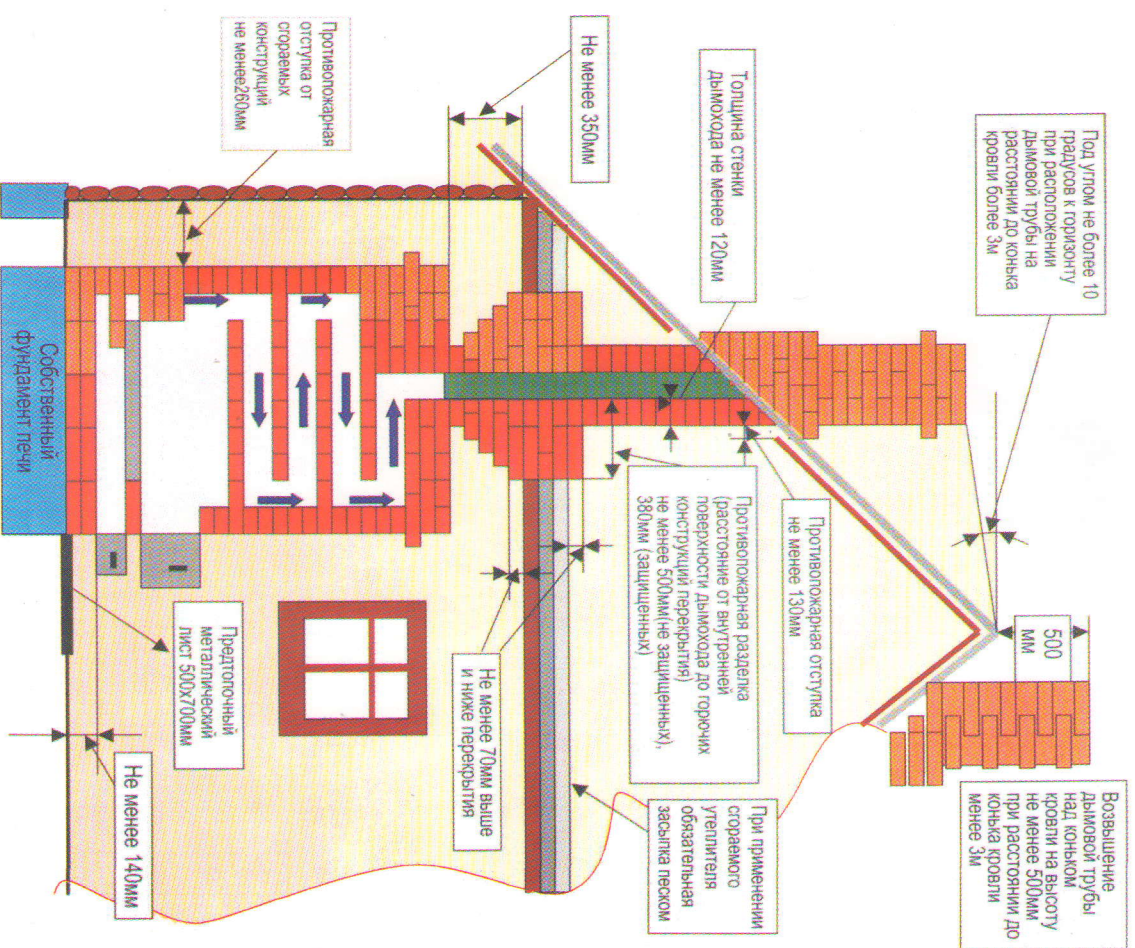 Под углом не более 10
градусов к горизонту
при расположении
дымовой трубы на
расстоянии до конька
кровли более 3м
500
мм
Возвышение
дымовой трубы
над коньком
кровли на высоту
не менее 500мм
при расстоянии до
конька кровли
менее 3м
Толщина стенки
дымохода не менее 120мм
Противопожарная отступка
не менее 130мм
Не менее 350мм
Противопожарная разделка
(расстояние от внутренней
поверхности дымохода до горючих
конструкций перекрытия)
не менее 500мм(не защищенных),
380мм (защищенных)
При применении
сгораемого
утеплителя
обязательная
засыпка песком
Противопожарная
отступка от
сгораемых
конструкций
не менее260мм
Не менее 70мм выше
и ниже перекрытия
Предтопочный
металлический
лист 500х700мм
Не менее 140мм
Собственный
фундамент печи